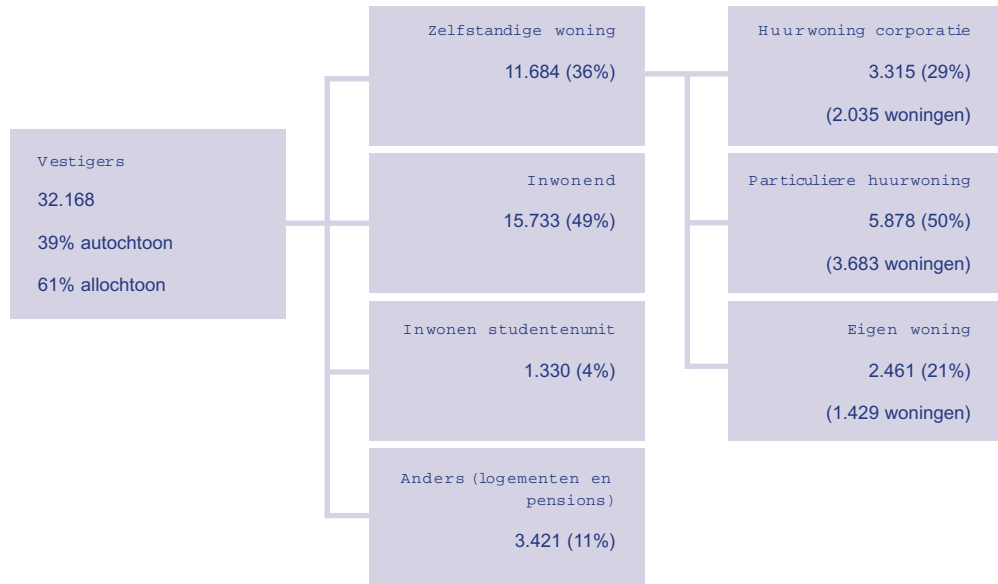 Vestigers
32.168
39% autochtoon
61% allochtoon
Zelfstandige woning
11.684 (36%)
Inwonend
15.733 (49%)
Inwonen studentenunit
1.330 (4%)
Anders (logementen en
pensions)
3.421 (11%)
Huurwoning corporatie
3.315 (29%)
(2.035 woningen)
Particuliere huurwoning
5.878 (50%)
(3.683 woningen)
Eigen woning
2.461 (21%)
(1.429 woningen)